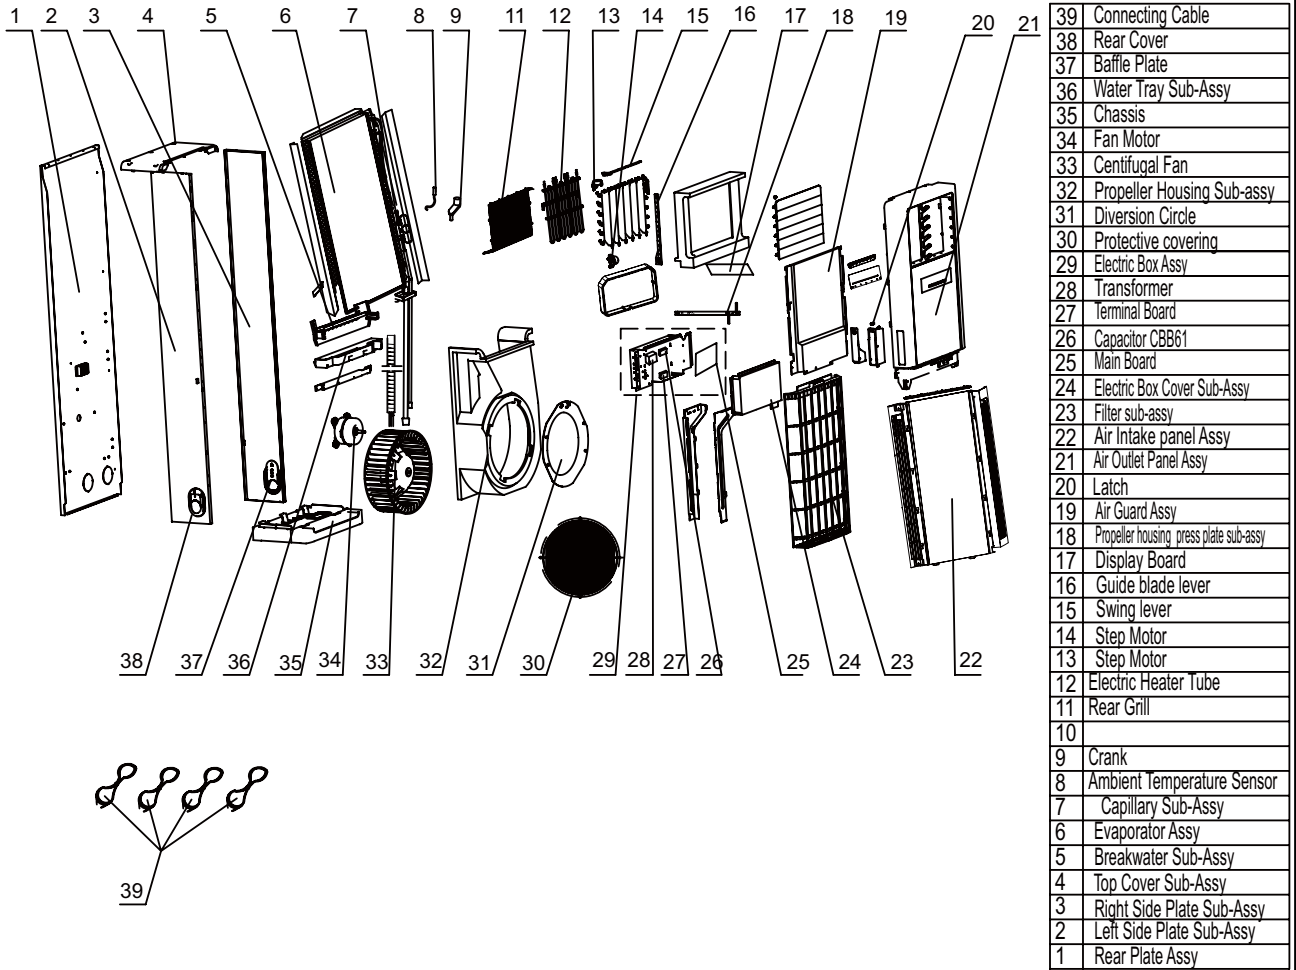 1 2 3 4 5 6 7 8 9 11 12 13 14 15 16 17 18 19 20 21
38 37 36 35 34 33 32 31 30 29 28 27 26 25 24 23 22
39
39 Connecting Cable
38 Rear Cover
37 Baffle Plate
36 Water Tray Sub-Assy
35 Chassis
34 Fan Motor
33 Centifugal Fan
32 Propeller Housing Sub-assy
31 Diversion Circle
30 Protective covering
29 Electric Box Assy
28 Transformer
27 Terminal Board
26 Capacitor CBB61
25 Main Board
24 Electric Box Cover Sub-Assy
23 Filter sub-assy
22 Air Intake panel Assy
21 Air Outlet Panel Assy
20 Latch
19 Air Guard Assy
18 Propeller housing press plate sub-assy
17 Display Board
16 Guide blade lever
15 Swing lever
14 Step Motor
13 Step Motor
12 Electric Heater Tube
11 Rear Grill
10
9 Crank
8 Ambient Temperature Sensor
7 Capillary Sub-Assy
6 Evaporator Assy
5 Breakwater Sub-Assy
4 Top Cover Sub-Assy
3 Right Side Plate Sub-Assy
2 Left Side Plate Sub-Assy
1 Rear Plate Assy